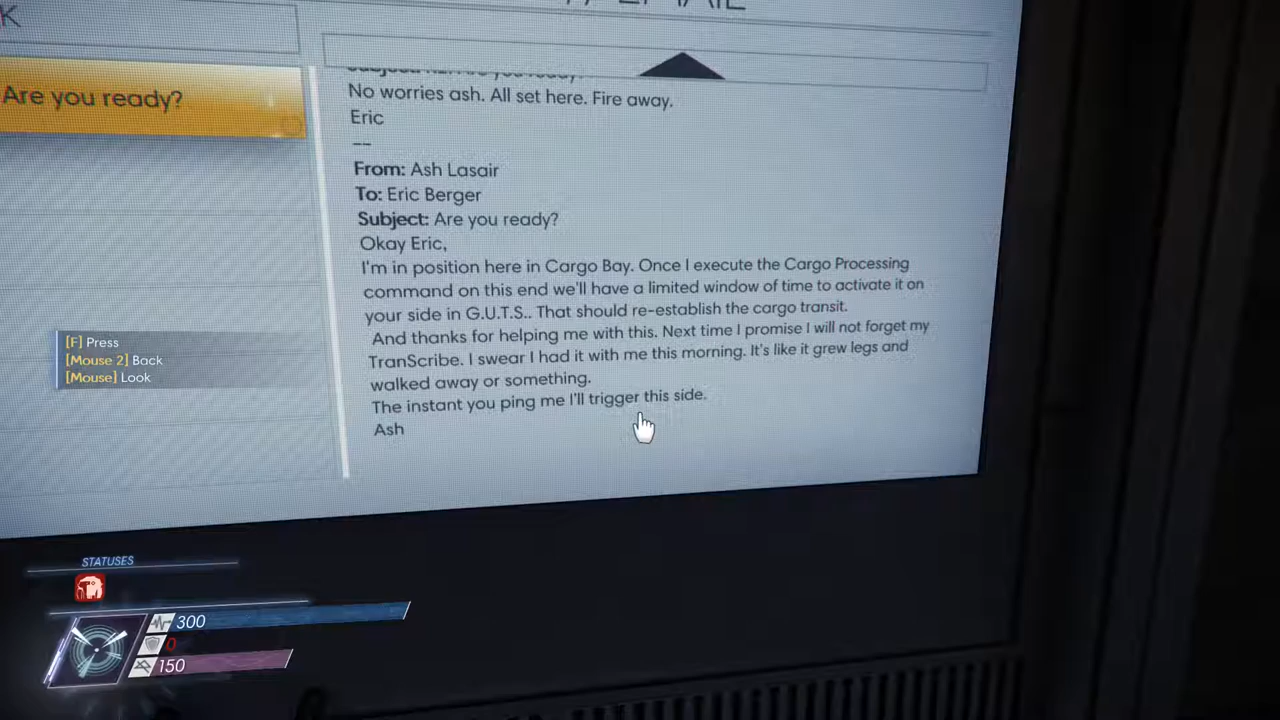 K
Are you ready?
No worries ash. All set here. Fire away.
Eric
--
From: Ash Lasair
To: Eric Berger
Subject: Are you ready?
Okay Eric,
I'm in position here in Cargo Bay. Once I execute the Cargo Processing
command on this end we'll have a limited window of time to activate it on
your side in G.U.T.S.. That should re-establish the cargo transit.
And thanks for helping me with this. Next time I promise I will not forget my
TranScribe. I swear I had it with me this morning. It's like it grew legs and
walked away or something.
The instant you ping me I'll trigger this side.
Ash
[F] Press
[Mouse 2] Back
[Mouse] Look
STATUSES
300
0
150